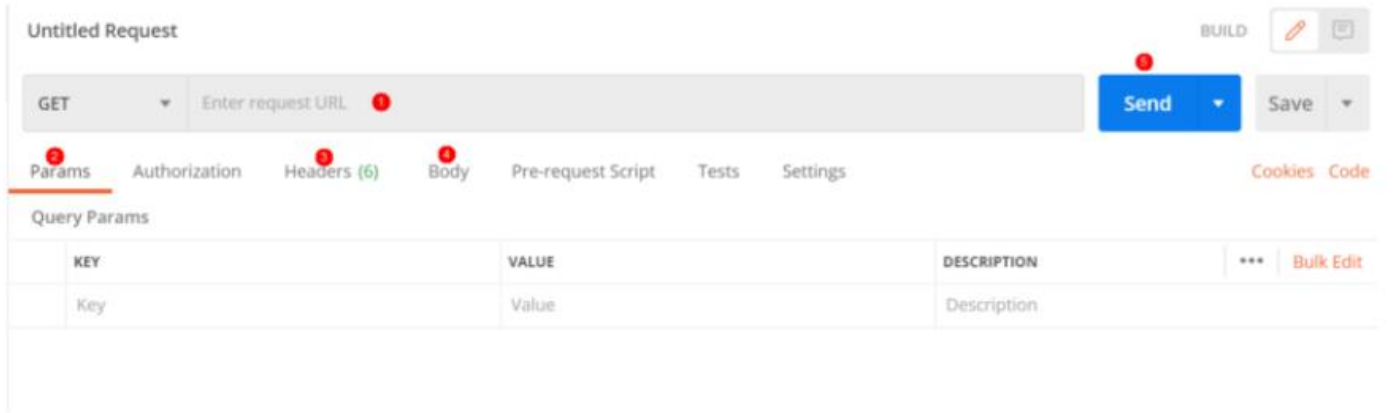 Untitled Request BUILD
5
GET Enter request URL 1 Send Save
2 3 4
Params Authorization Headers (6) Body Pre-request Script Tests Settings Cookies Code
Query Params
KEY VALUE DESCRIPTION ••• Bulk Edit
Key Value Description